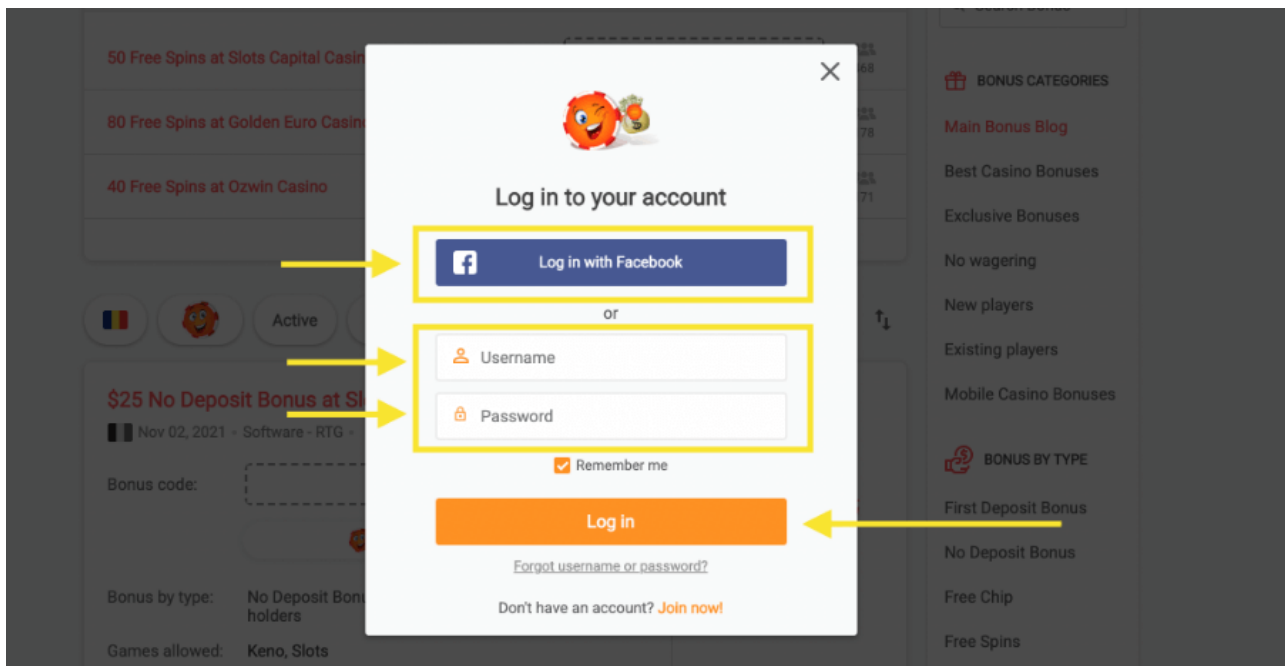 50 Free Spins at Slots Capital Casin
80 Free Spins at Golden Euro Casin
40 Free Spins at Ozwin Casino
68
78
71
Log in to your account
Log in with Facebook
or
Username
Password
Remember me
Log in
Forgot username or password?
Don't have an account? Join now!
Active
$25 No Deposit Bonus at Sl
Nov 02, 2021 - Software - RTG -
Bonus code:
Bonus by type: No Deposit Bonu
holders
Games allowed: Keno, Slots
BONUS CATEGORIES
Main Bonus Blog
Best Casino Bonuses
Exclusive Bonuses
No wagering
New players
Existing players
Mobile Casino Bonuses
BONUS BY TYPE
First Deposit Bonus
No Deposit Bonus
Free Chip
Free Spins